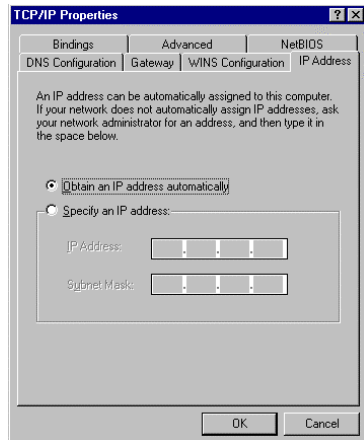 TCP/IP Properties
Bindings Advanced NetBIOS
DNS Configuration Gateway WINS Configuration IP Address
An IP address can be automatically assigned to this computer.
If your network does not automatically assign IP addresses, ask
your network administrator for an address, and then type it in
the space below.
Obtain an IP address automatically
Specify an IP address:
IP Address:
. . .
Subnet Mask:
. . .
OK Cancel